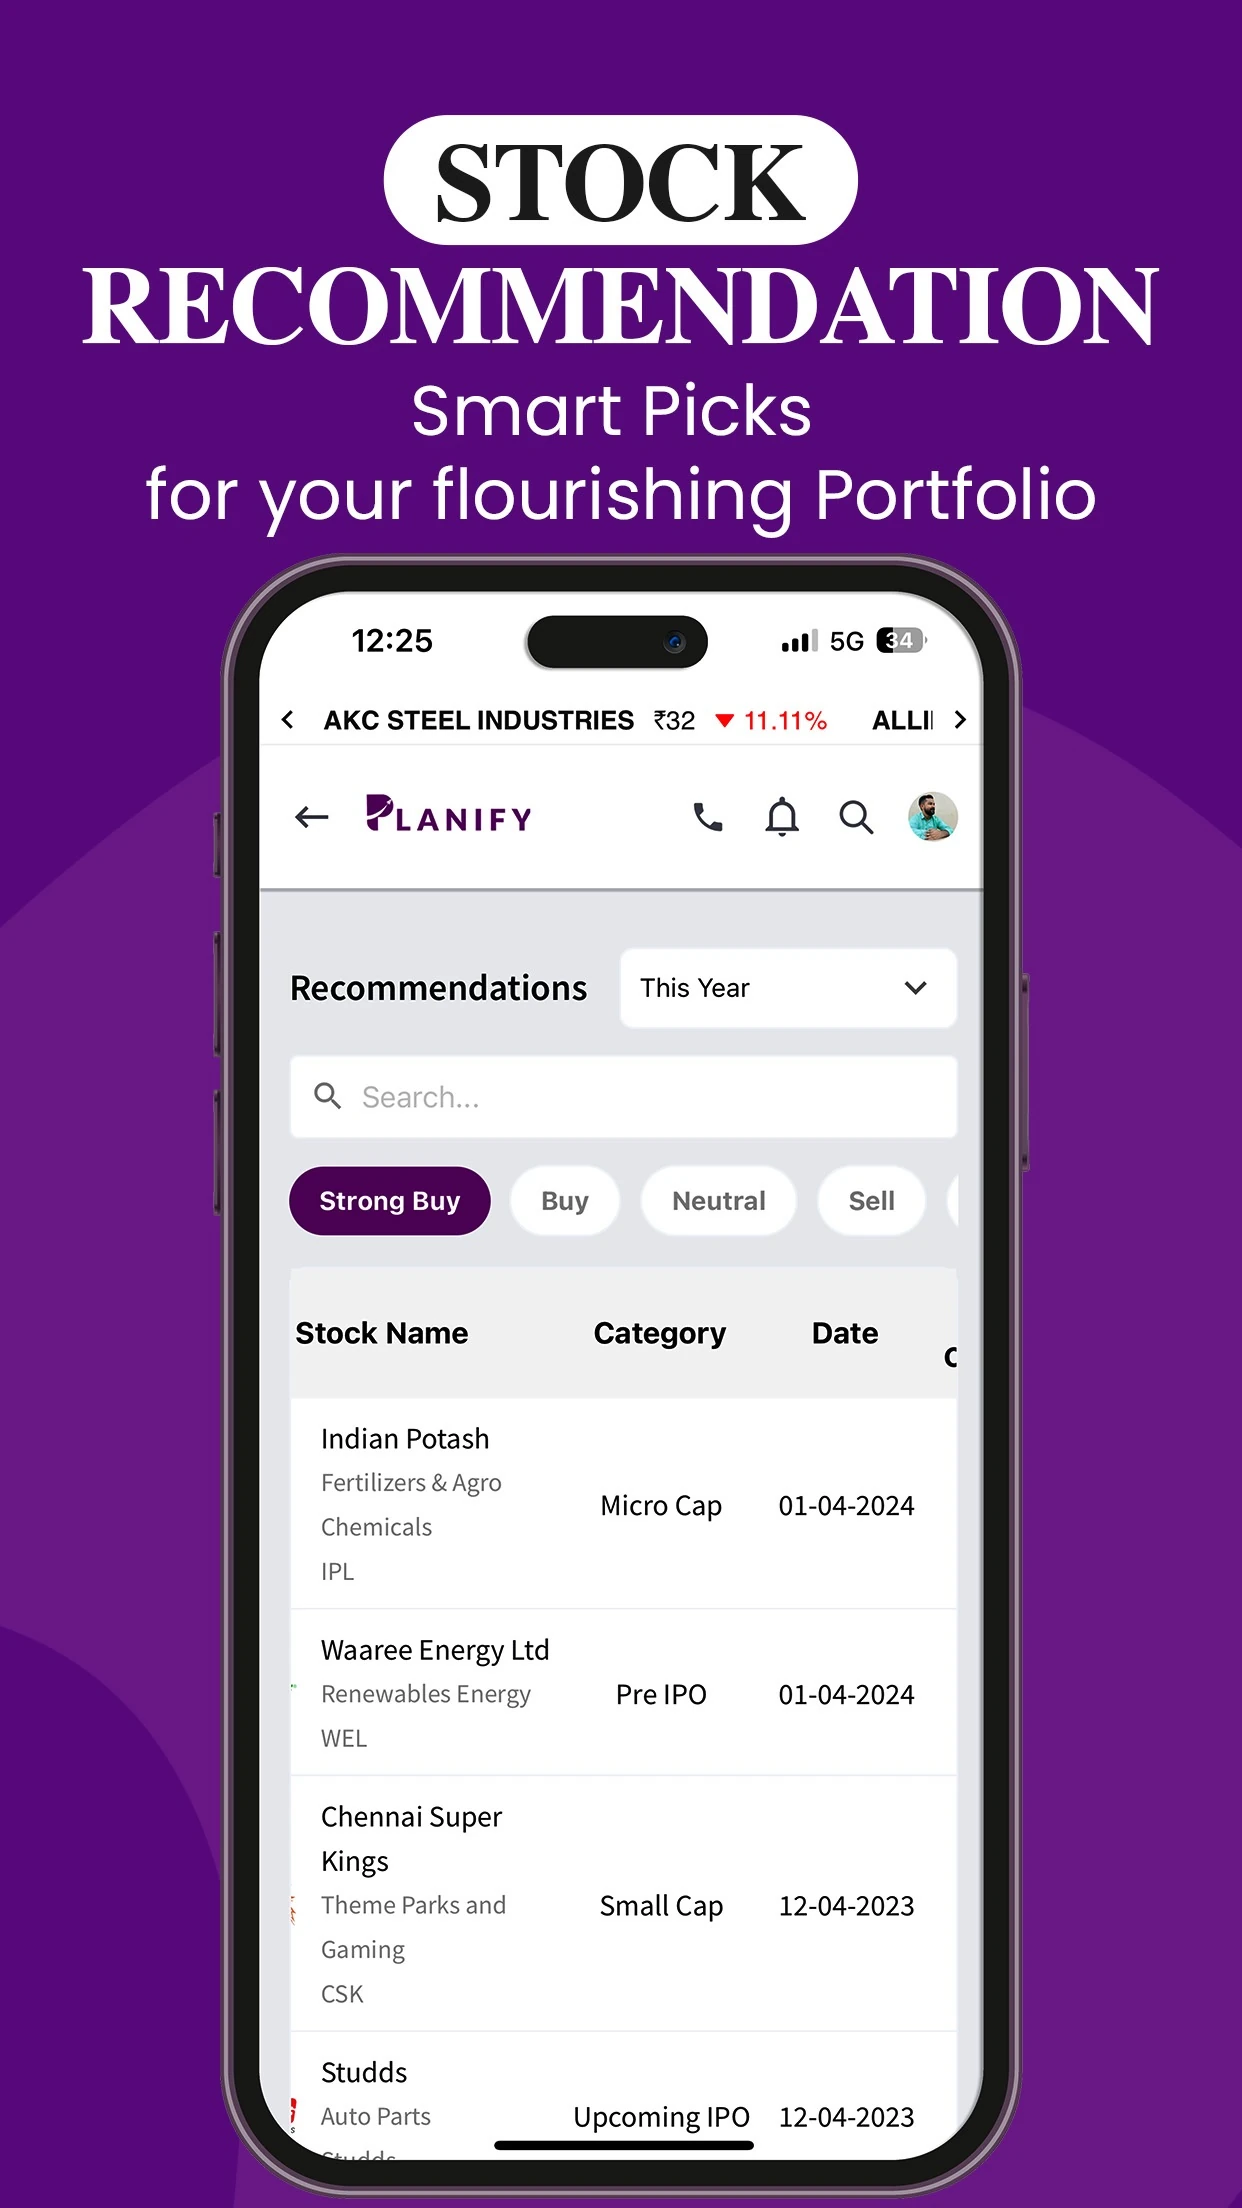 STOCK
RECOMMENDATION
Smart Picks
for your flourishing Portfolio
12:25 5G 34
AKC STEEL INDUSTRIES ₹32 ▼ 11.11% ALLI
PLANIFY
Recommendations This Year
Search...
Strong Buy Buy Neutral Sell
Stock Name Category Date
Indian Potash
Fertilizers & Agro
Chemicals
IPL
Micro Cap 01-04-2024
Waaree Energy Ltd
Renewables Energy
WEL
Pre IPO 01-04-2024
Chennai Super
Kings
Theme Parks and
Gaming
CSK
Small Cap 12-04-2023
Studds
Auto Parts
Studds
Upcoming IPO 12-04-2023